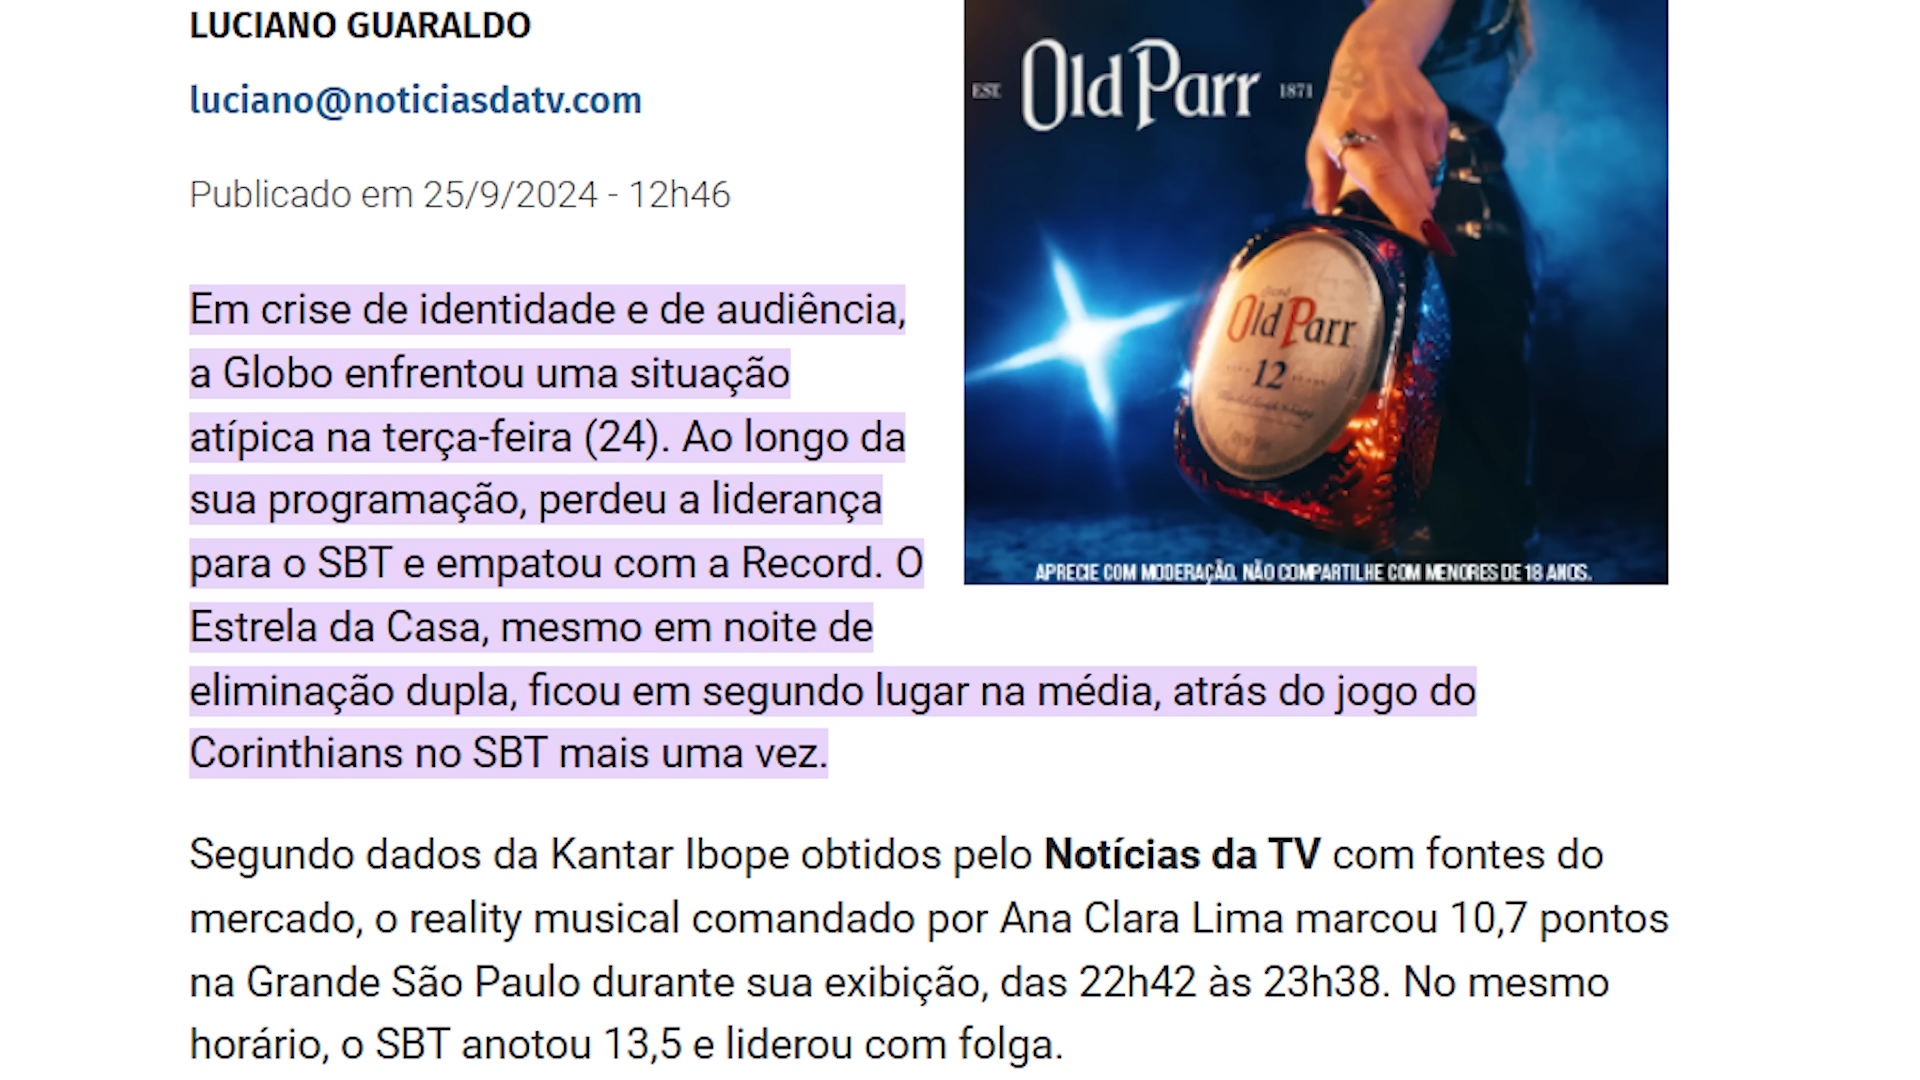 LUCIANO GUARALDO
luciano@noticiasdatv.com
Publicado em 25/9/2024 - 12h46
Em crise de identidade e de audiência,
a Globo enfrentou uma situação
atípica na terça-feira (24). Ao longo da
sua programação, perdeu a liderança
para o SBT e empatou com a Record. O
Estrela da Casa, mesmo em noite de
eliminação dupla, ficou em segundo lugar na média, atrás do jogo do
Corinthians no SBT mais uma vez.
Segundo dados da Kantar Ibope obtidos pelo Notícias da TV com fontes do
mercado, o reality musical comandado por Ana Clara Lima marcou 10,7 pontos
na Grande São Paulo durante sua exibição, das 22h42 às 23h38. No mesmo
horário, o SBT anotou 13,5 e liderou com folga.
EST. Old Parr 1871
Old Parr
12
APRECIE COM MODERAÇÃO. NÃO COMPARTILHE COM MENORES DE 18 ANOS.